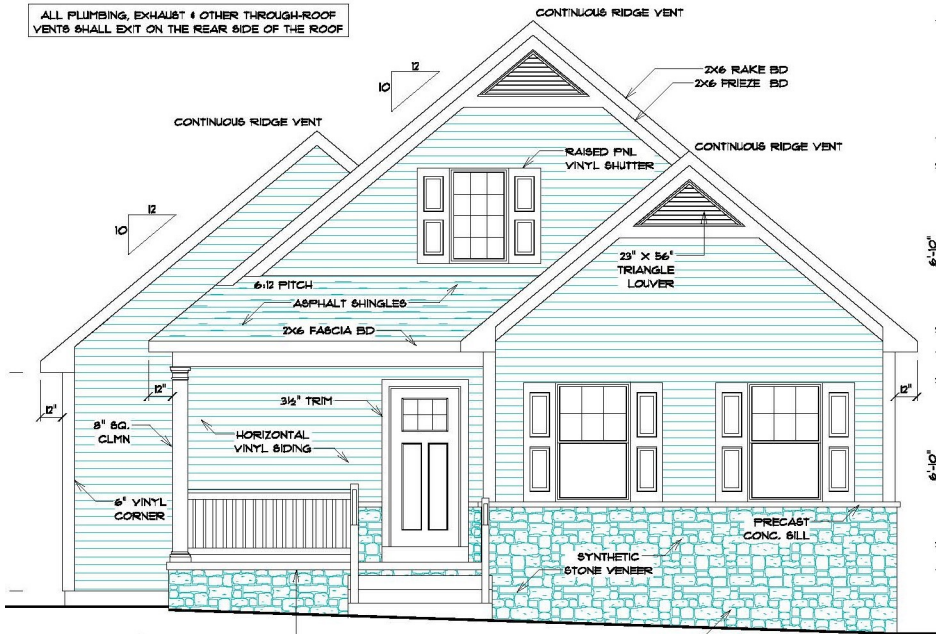 ALL PLUMBING, EXHAUST & OTHER THROUGH-ROOF
VENTS SHALL EXIT ON THE REAR SIDE OF THE ROOF
CONTINUOUS RIDGE VENT
12
10
2X6 RAKE BD
2X6 FRIEZE BD
CONTINUOUS RIDGE VENT
RAISED PNL
VINYL SHUTTER
CONTINUOUS RIDGE VENT
12
10
23" X 56"
TRIANGLE
LOUVER
6'-10"
6:12 PITCH
ASPHALT SHINGLES
2X6 FASCIA BD
12"
12"
12"
3½" TRIM
8" SQ.
CLMN
HORIZONTAL
VINYL SIDING
6'-10"
6" VINYL
CORNER
PRECAST
CONC. SILL
SYNTHETIC
STONE VENEER